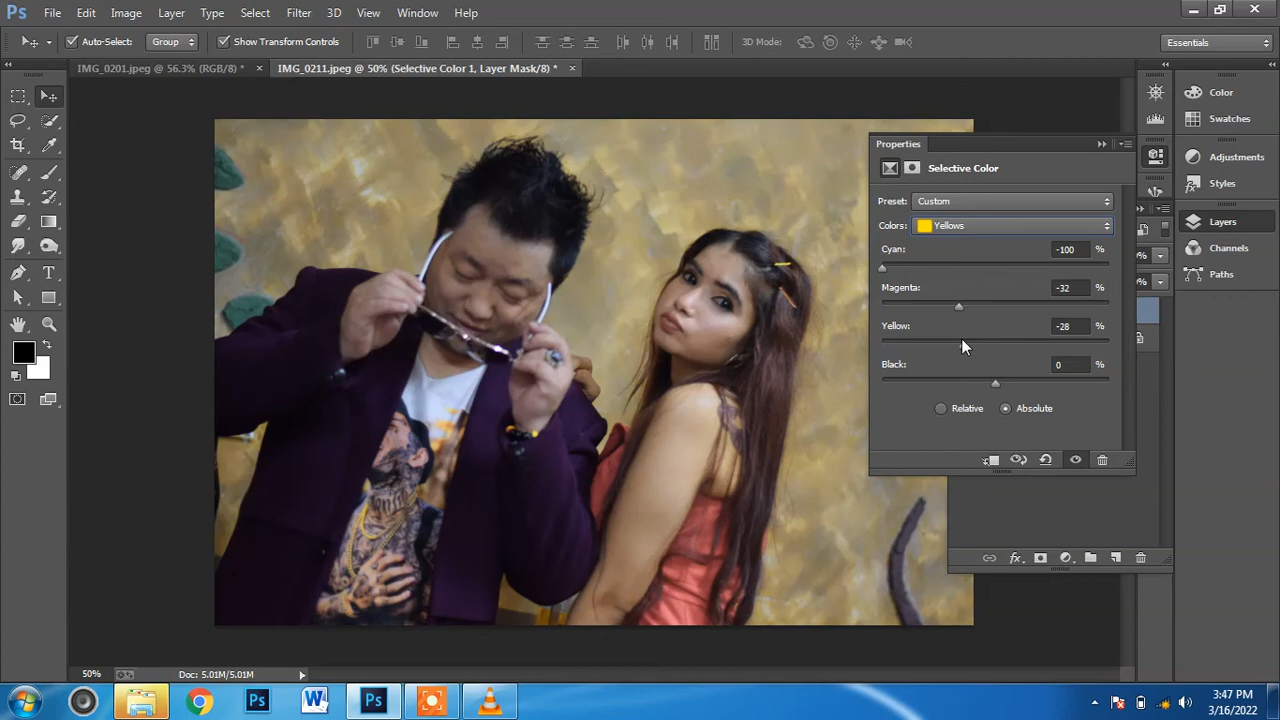 Ps File Edit Image Layer Type Select Filter 3D View Window Help
Auto-Select: Group Show Transform Controls 3D Mode: Essentials
IMG_0201.jpeg @ 56.3% (RGB/8) * × IMG_0211.jpeg @ 50% (Selective Color 1, Layer Mask/8) * ×
Properties
Selective Color
Preset: Custom
Colors: Yellows
Cyan: -100 %
Magenta: -32 %
Yellow: -28 %
Black: 0 %
Relative Absolute
Color
Swatches
Adjustments
Styles
Layers
Channels
Paths
%
%
fx
50% Doc: 5.01M/5.01M
Ps W Ps
3:47 PM
3/16/2022